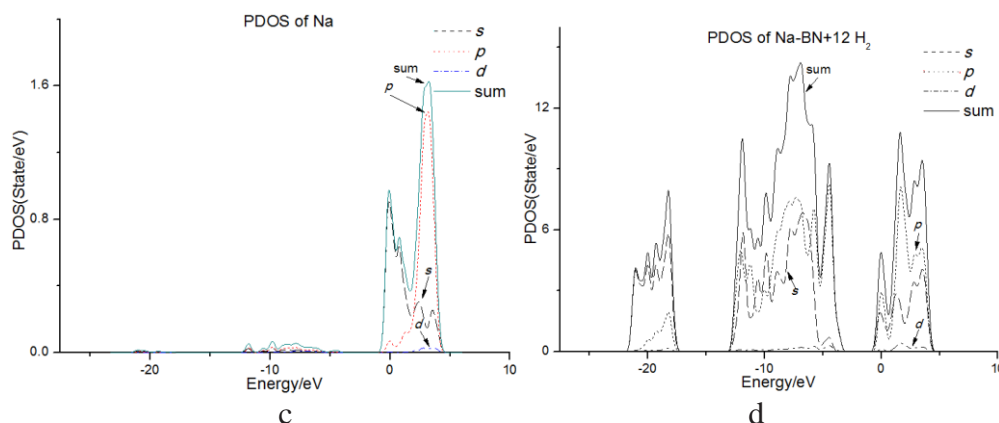 PDOS of Na
s
p
d
sum
sum
p
s
d
1.6
0.8
0.0
PDOS(State/eV)
-20
-10
0
10
Energy/eV
c
PDOS of Na-BN+12 H₂
s
p
d
sum
sum
p
s
d
12
6
0
PDOS(State/eV)
-20
-10
0
10
Energy/eV
d